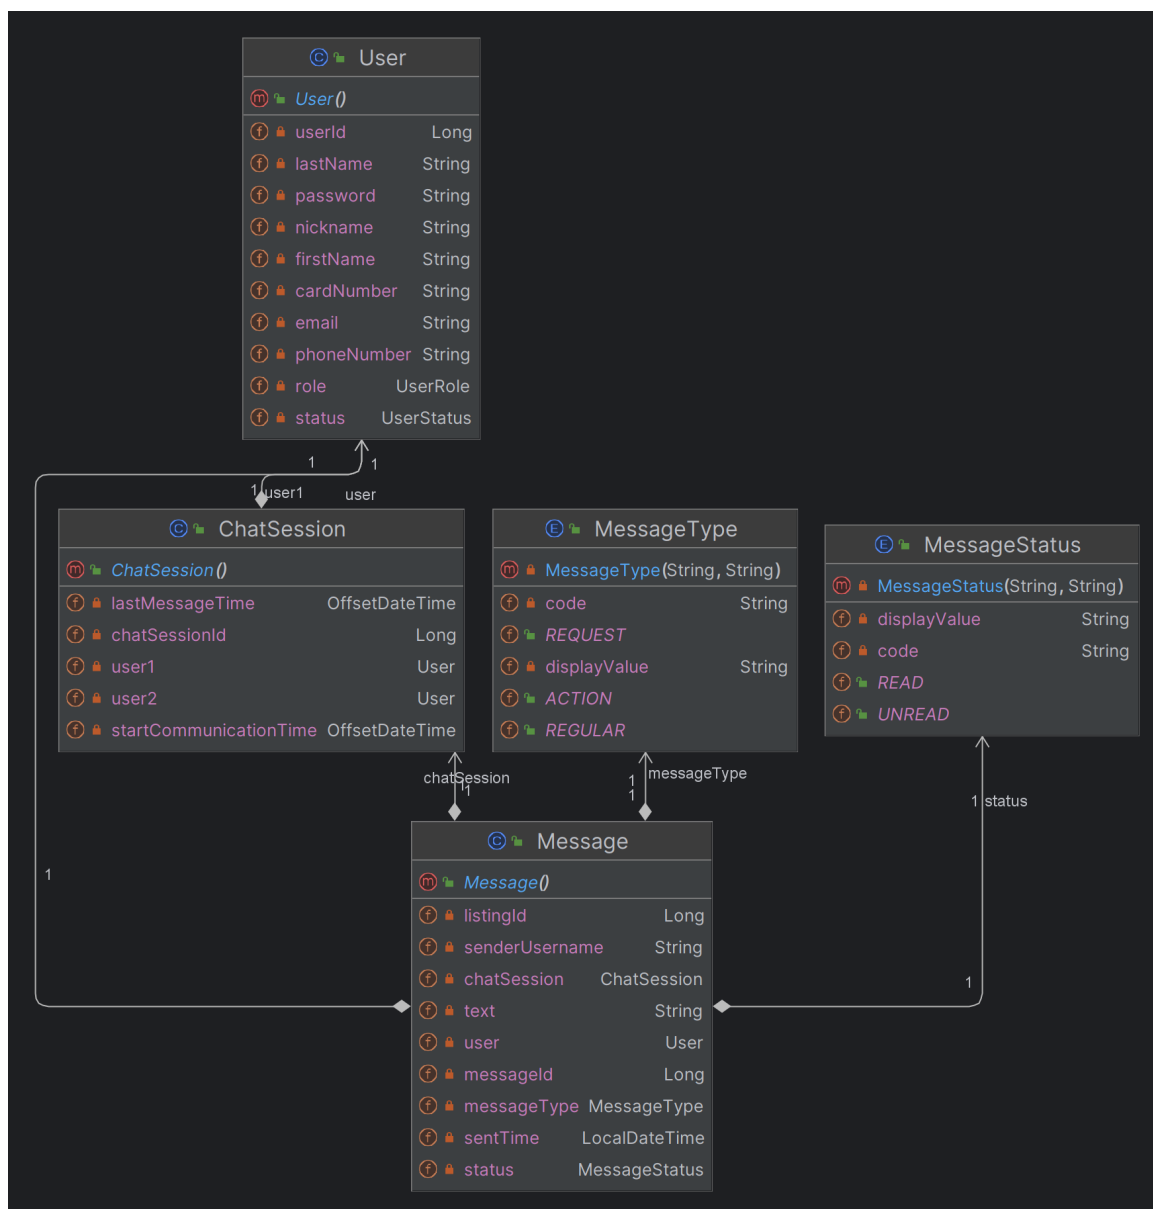 User
User()
userId Long
lastName String
password String
nickname String
firstName String
cardNumber String
email String
phoneNumber String
role UserRole
status UserStatus
1
1
1
user1
user
ChatSession
ChatSession()
lastMessageTime OffsetDateTime
chatSessionId Long
user1 User
user2 User
startCommunicationTime OffsetDateTime
MessageType
MessageType(String, String)
code String
REQUEST
displayValue String
ACTION
REGULAR
MessageStatus
MessageStatus(String, String)
displayValue String
code String
READ
UNREAD
chatSession
1
1
messageType
1
1
1 status
1
1
Message
Message()
listingId Long
senderUsername String
chatSession ChatSession
text String
user User
messageId Long
messageType MessageType
sentTime LocalDateTime
status MessageStatus